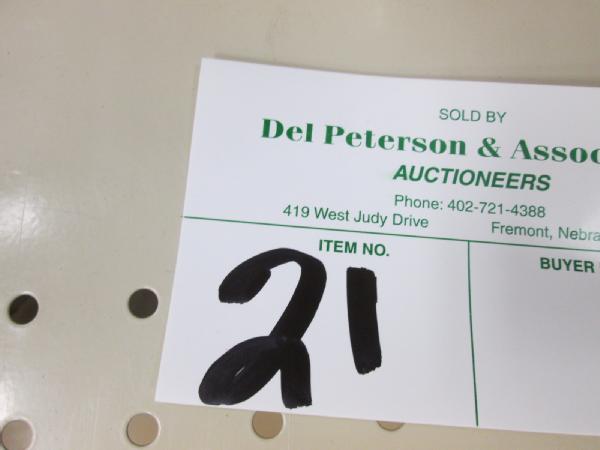 SOLD BY
Del Peterson & Assoc
AUCTIONEERS
Phone: 402-721-4388
419 West Judy Drive Fremont, Nebra
ITEM NO. BUYER
21